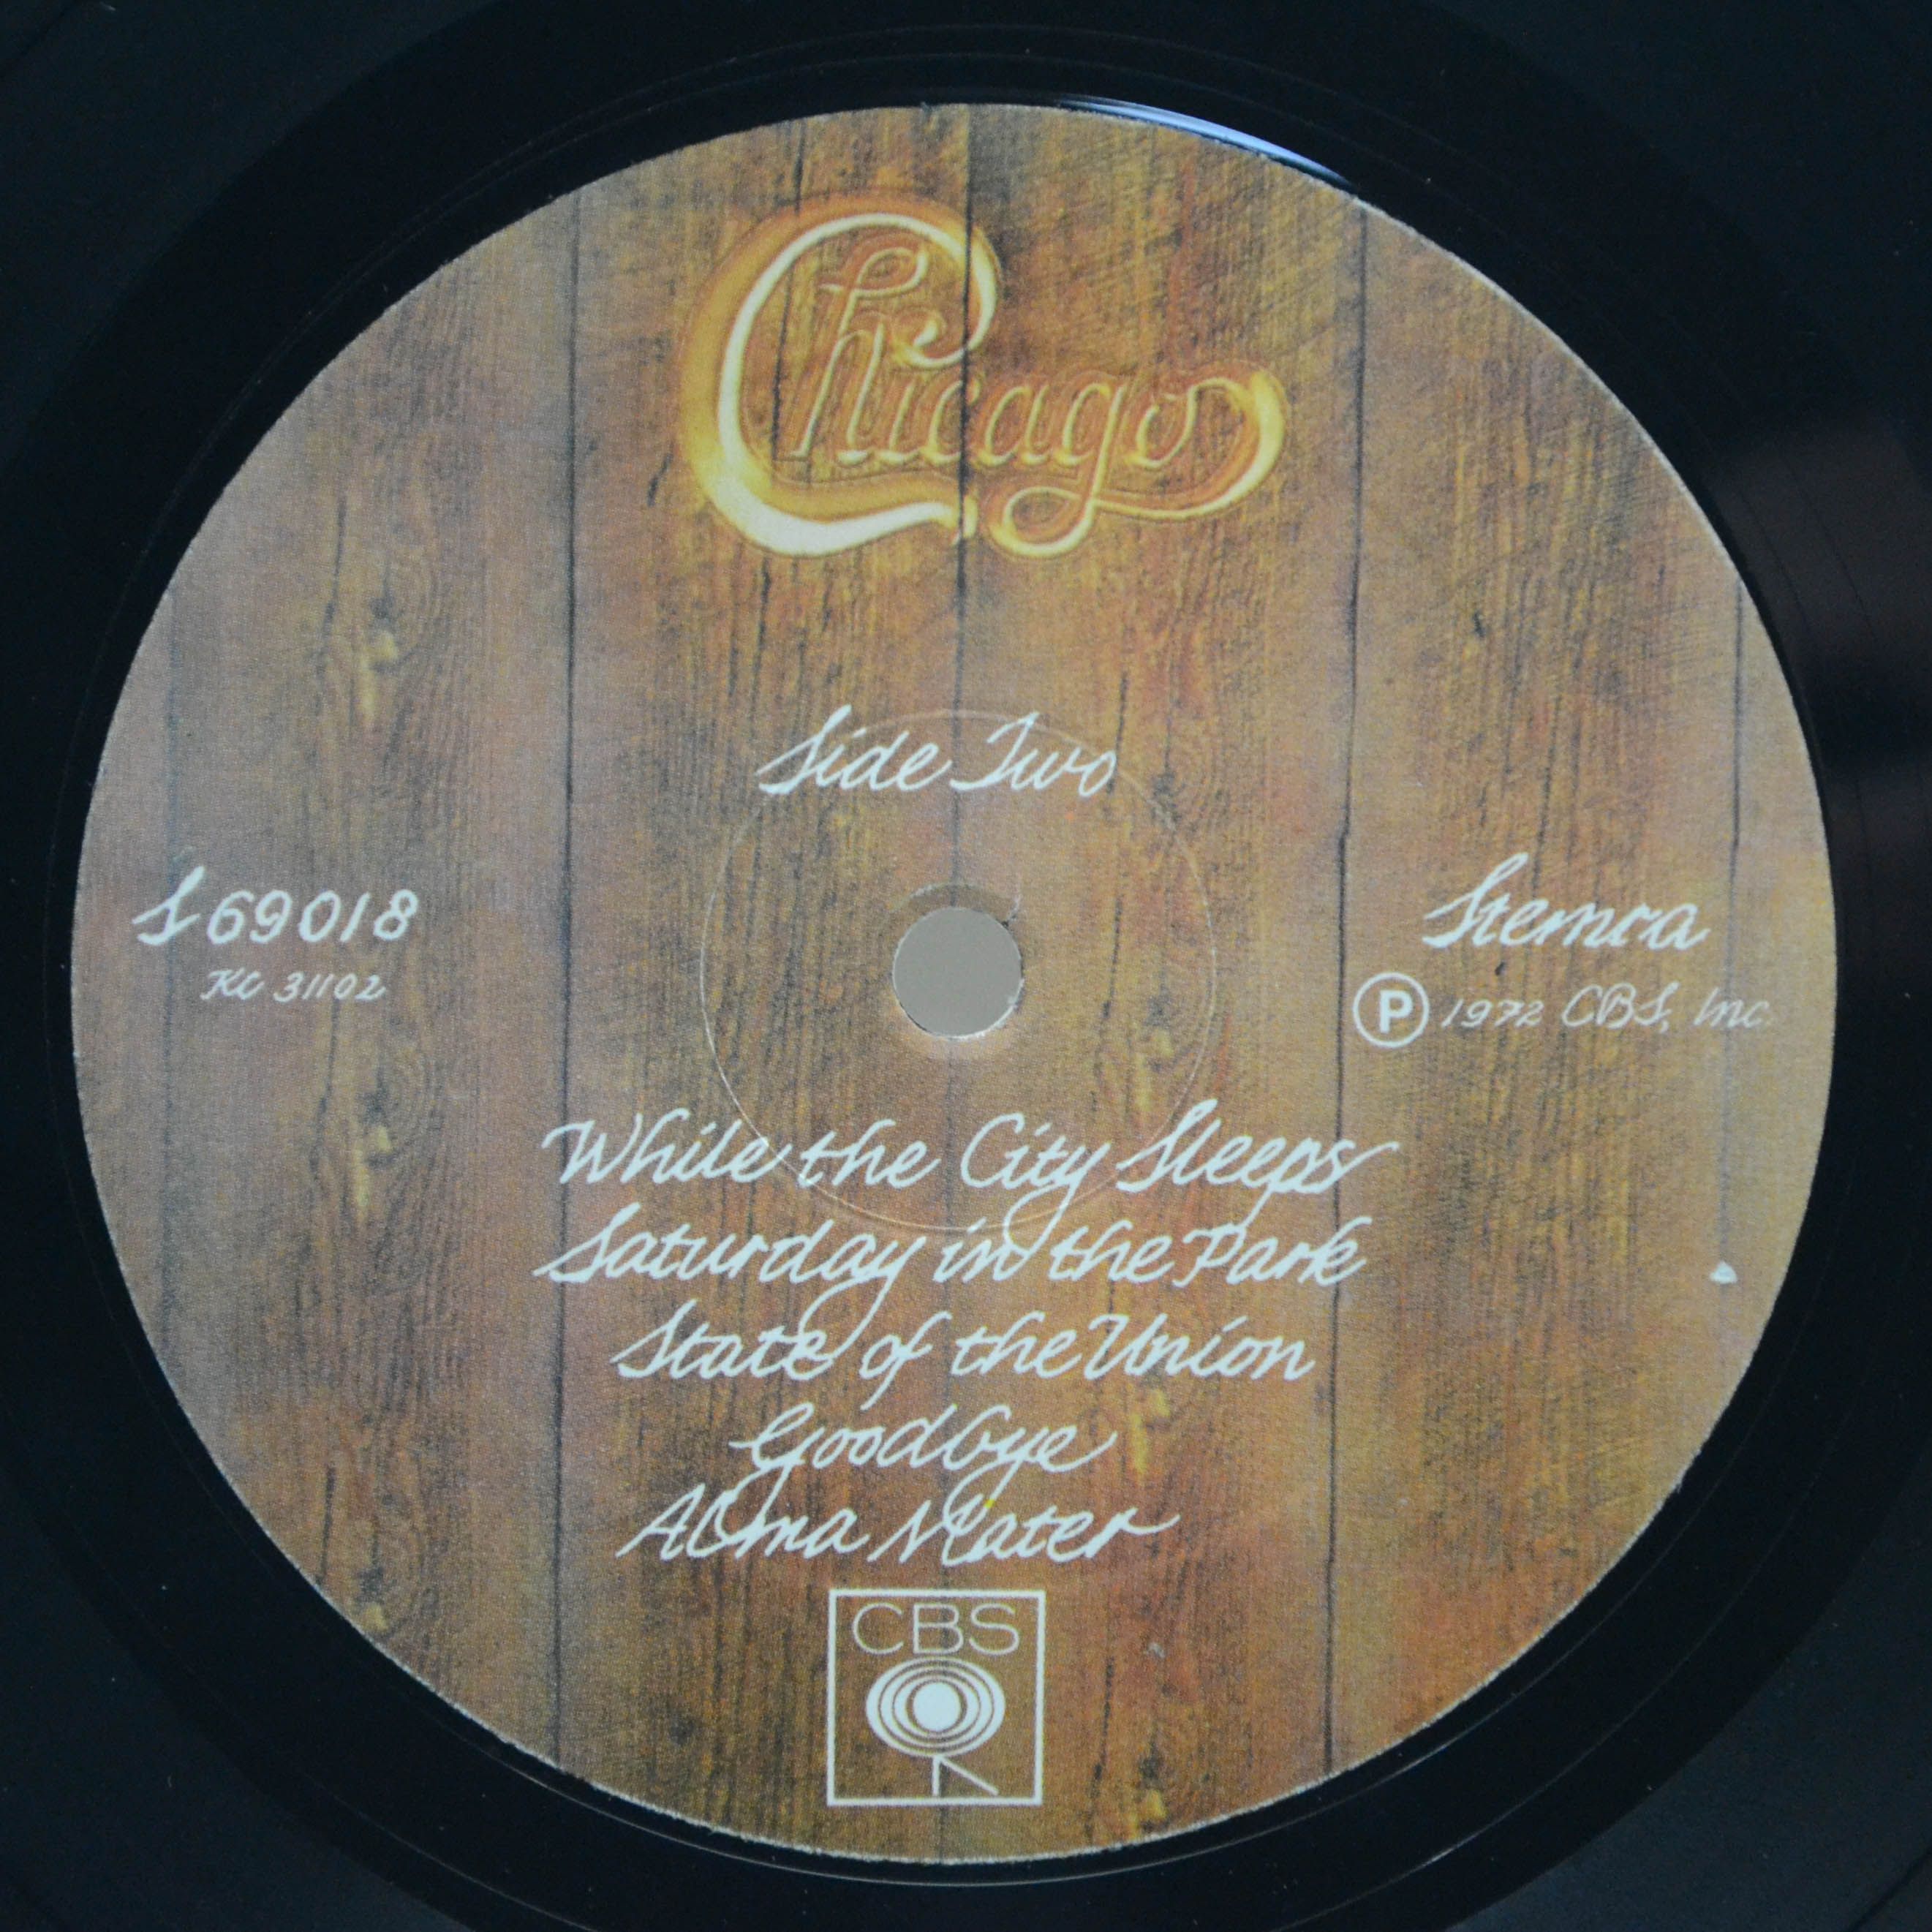 Chicago
Side Two
S 69018
KC 31102
Stemra
Ⓟ 1972 CBS, Inc.
While the City Sleeps
Saturday in the Park
State of the Union
Goodbye
Alma Mater
CBS